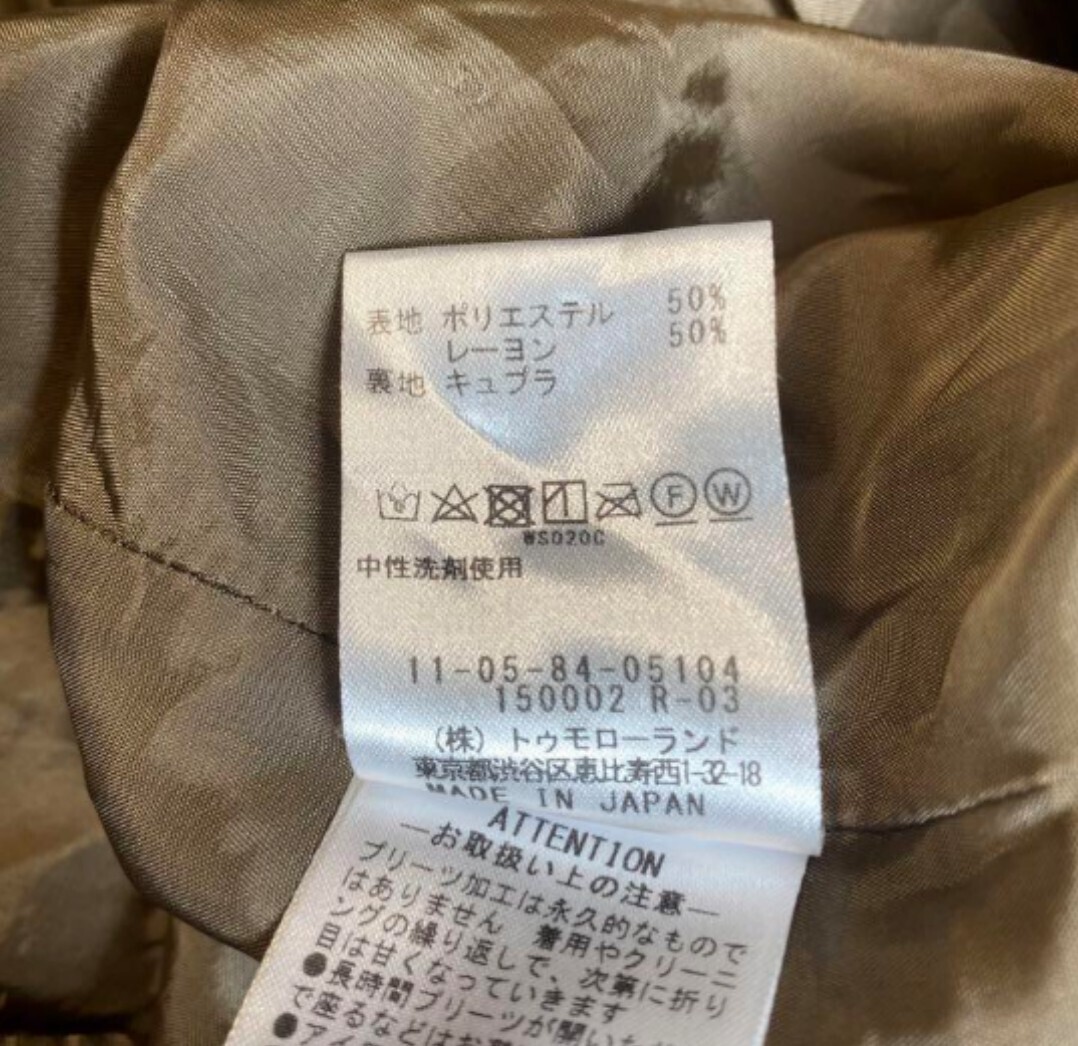 表地 ポリエステル 50%
レーヨン 50%
裏地 キュプラ
F W
WS020C
中性洗剤使用
11-05-84-05104
150002 R-03
(株) トゥモローランド
東京都渋谷区恵比寿西1-32-18
MADE IN JAPAN
ATTENTION
—お取扱い上の注意—
プリーツ加工は永久的なもので
はありません 着用やクリーニ
ングの繰り返しで、次第に折り
目は甘くなっていきます
●長時間プリーツが開いた
で座るなどはお
●アイ